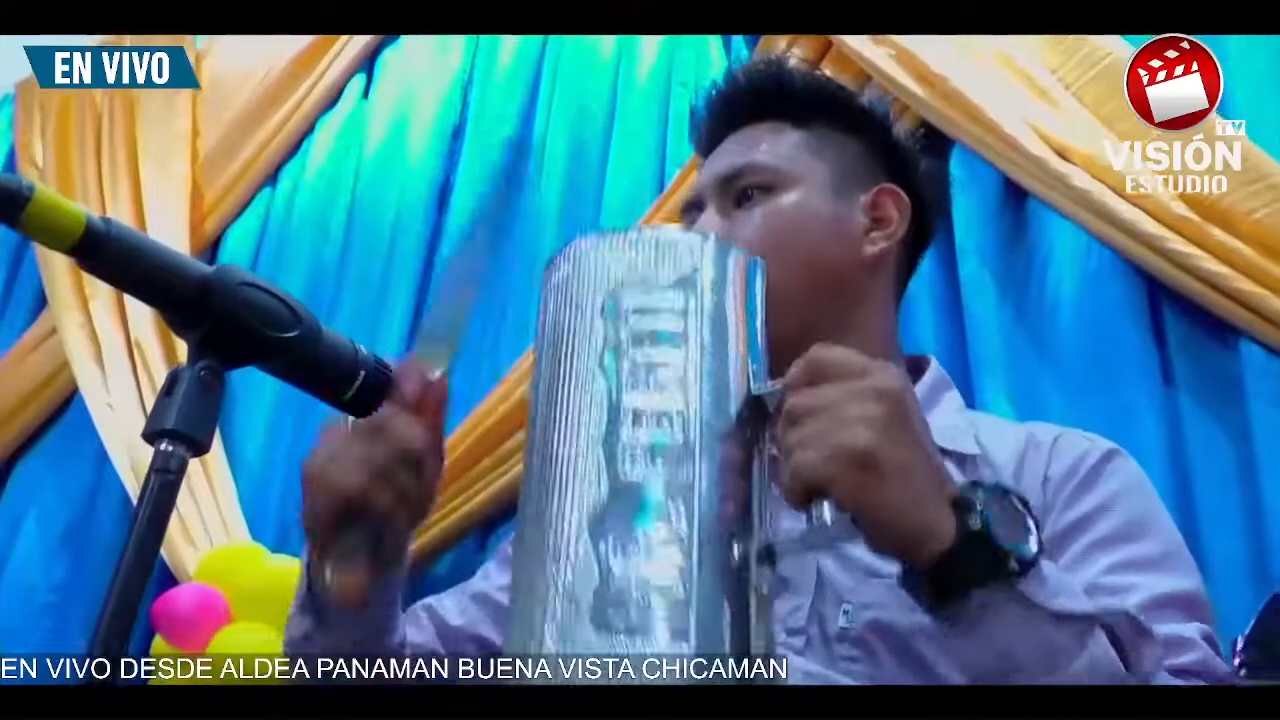 EN VIVO
TV
VISIÓN
ESTUDIO
EN VIVO DESDE ALDEA PANAMAN BUENA VISTA CHICAMAN